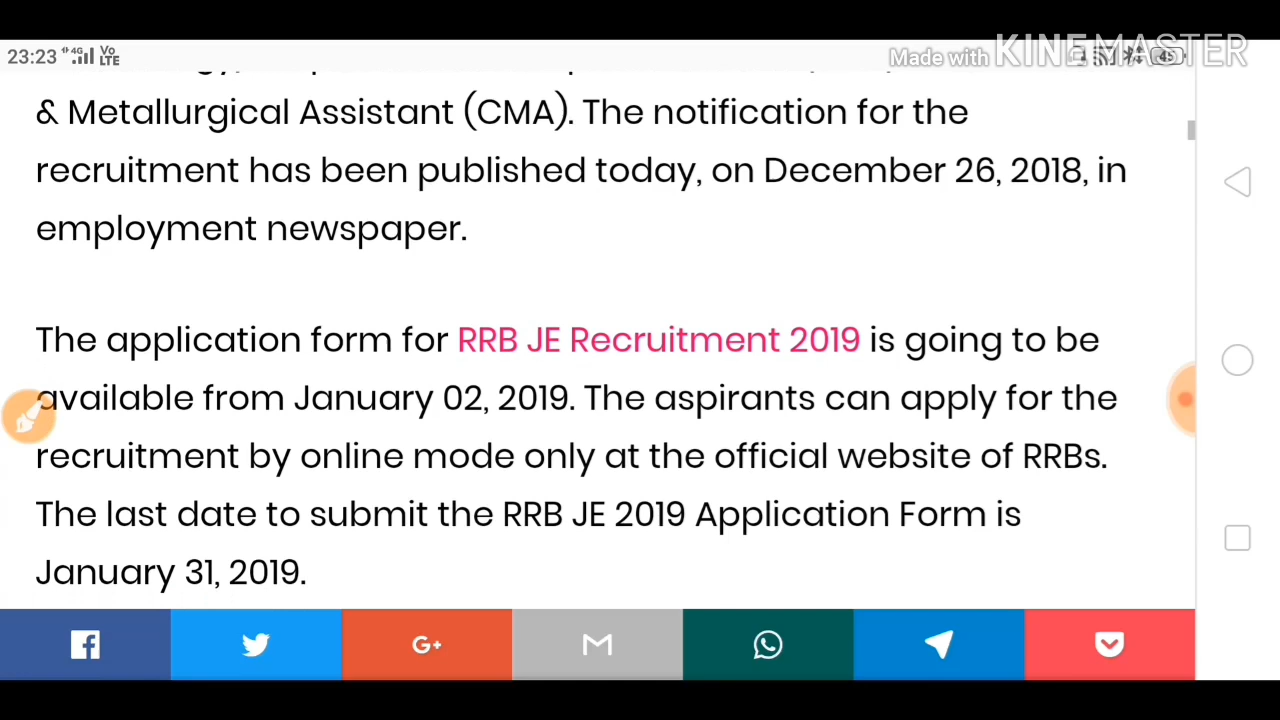 23:23 4G Vo LTE
Made with KINEMASTER
& Metallurgical Assistant (CMA). The notification for the
recruitment has been published today, on December 26, 2018, in
employment newspaper.
The application form for RRB JE Recruitment 2019 is going to be
available from January 02, 2019. The aspirants can apply for the
recruitment by online mode only at the official website of RRBs.
The last date to submit the RRB JE 2019 Application Form is
January 31, 2019.
G+